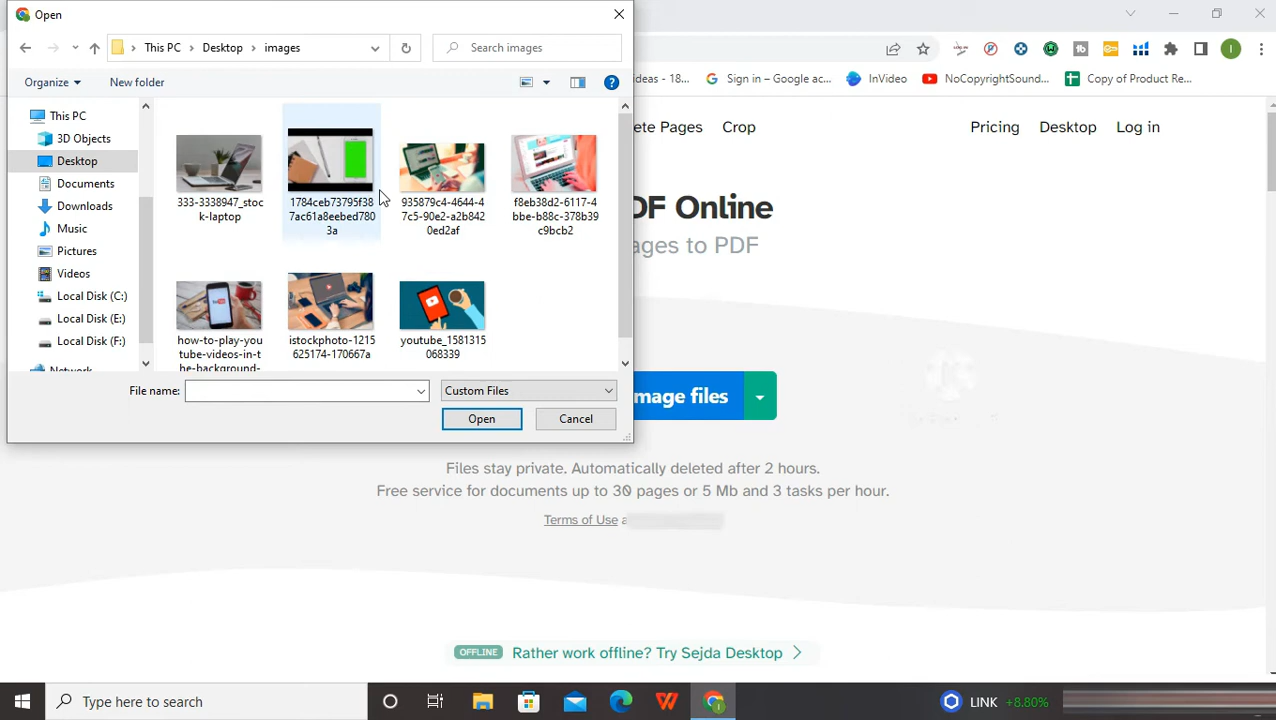 Open
This PC
Desktop
images
Search images
Organize
New folder
This PC
3D Objects
Desktop
Documents
Downloads
Music
Pictures
Videos
Local Disk (C:)
Local Disk (E:)
Local Disk (F:)
Network
333-3338947_stoc
k-laptop
1784ceb73795f38
7ac61a8eebed780
3a
935879c4-4644-4
7c5-90e2-a2b842
0ed2af
f8eb38d2-6117-4
bbe-b88c-378b39
c9bcb2
how-to-play-you
tube-videos-in-t
he-background-
istockphoto-1215
625174-170667a
youtube_1581315
068339
File name:
Custom Files
Open
Cancel
ideas - 18...
Sign in – Google ac...
InVideo
NoCopyrightSound...
Copy of Product Re...
ete Pages
Crop
Pricing
Desktop
Log in
DF Online
ages to PDF
mage files
Files stay private. Automatically deleted after 2 hours.
Free service for documents up to 30 pages or 5 Mb and 3 tasks per hour.
Terms of Use a
OFFLINE
Rather work offline? Try Sejda Desktop
Type here to search
LINK +8.80%